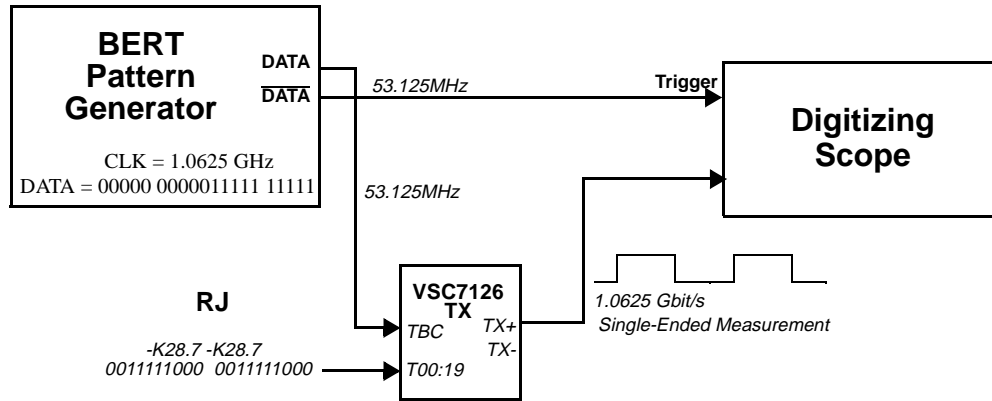 BERT
Pattern
Generator
DATA
DATA
CLK = 1.0625 GHz
DATA = 00000 0000011111 11111
53.125MHz
Trigger
Digitizing
Scope
53.125MHz
VSC7126
TX
TBC
TX+
TX-
T00:19
1.0625 Gbit/s
Single-Ended Measurement
RJ
-K28.7 -K28.7
0011111000 0011111000